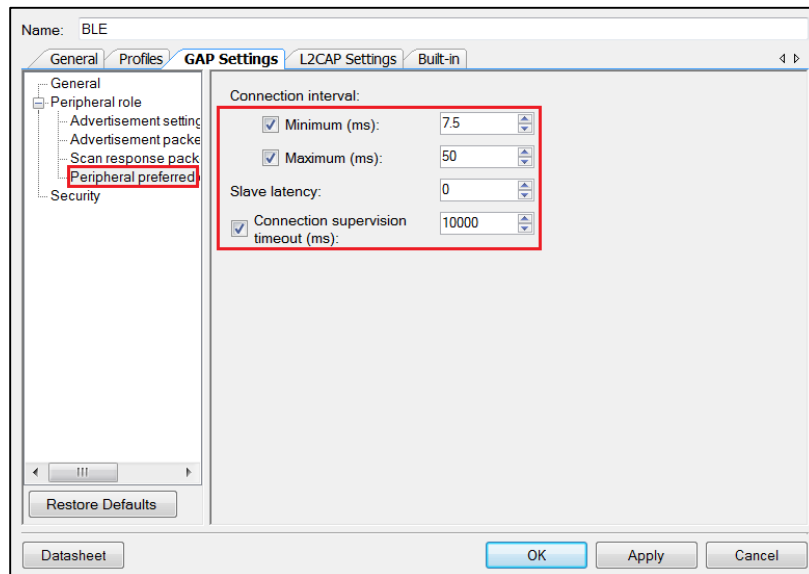 Name: BLE
General Profiles GAP Settings L2CAP Settings Built-in
General
Peripheral role
Advertisement setting
Advertisement packe
Scan response pack
Peripheral preferred
Security
Restore Defaults
Connection interval:
Minimum (ms): 7.5
Maximum (ms): 50
Slave latency: 0
Connection supervision 10000
timeout (ms):
Datasheet OK Apply Cancel